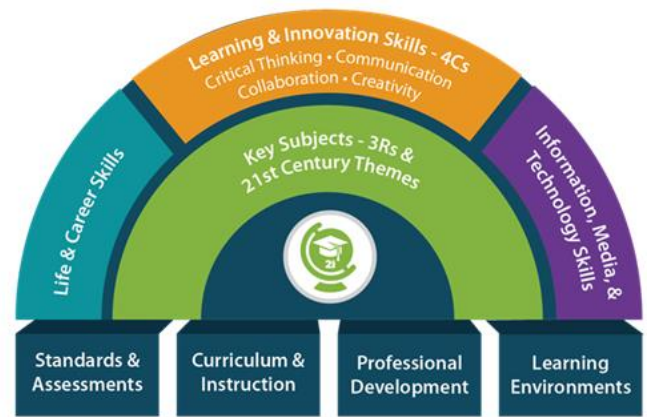 Learning & Innovation Skills - 4Cs
Critical Thinking • Communication
Collaboration • Creativity
Life & Career Skills
Key Subjects - 3Rs &
21st Century Themes
Information, Media, &
Technology Skills
21
Standards &
Assessments
Curriculum &
Instruction
Professional
Development
Learning
Environments